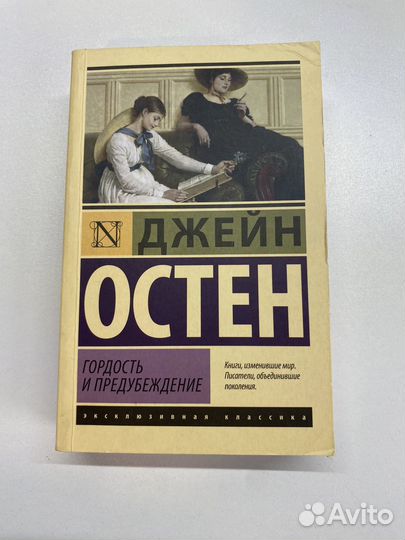 N
ДЖЕЙН
ОСТЕН
ГОРДОСТЬ
И ПРЕДУБЕЖДЕНИЕ
Книги, изменившие мир.
Писатели, объединившие
поколения.
ЭКСКЛЮЗИВНАЯ КЛАССИКА
Avito